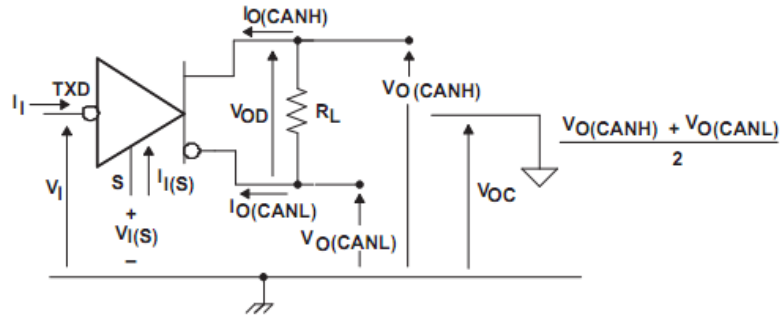 IO(CANH)
TXD
II
VOD
RL
VO(CANH)
VO(CANH) + VO(CANL)
2
VI
S
II(S)
+
VI(S)
–
IO(CANL)
VO(CANL)
VOC